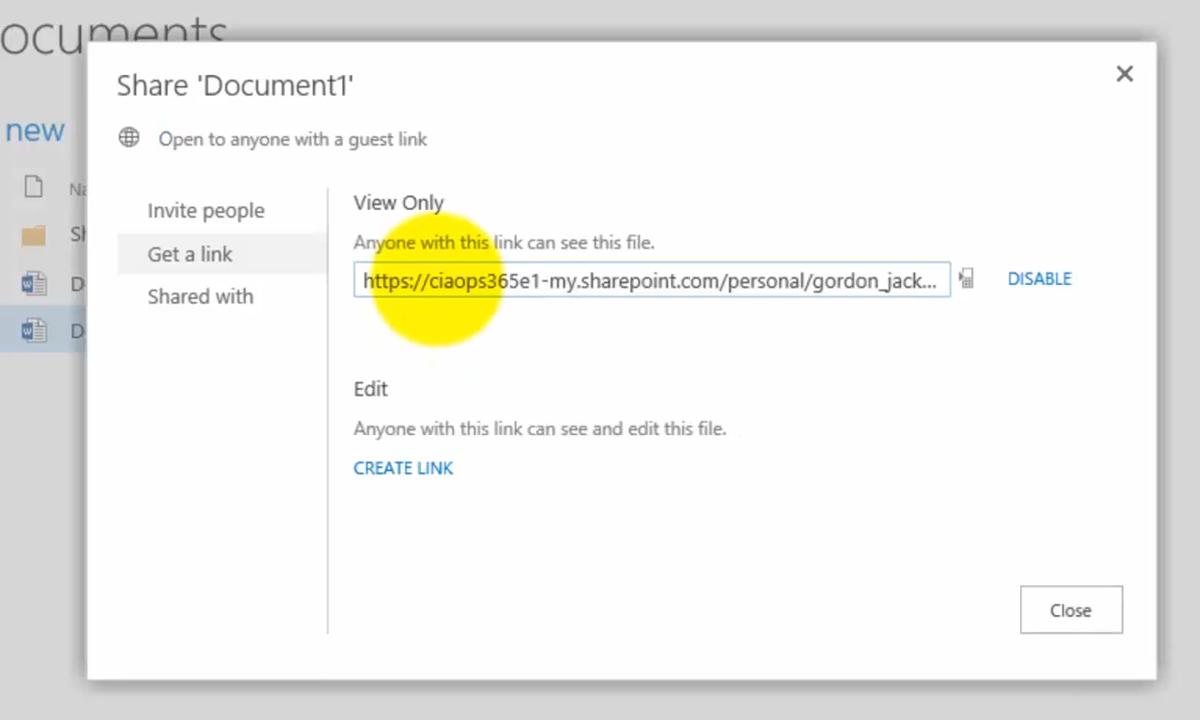 ocuments
Share 'Document1'
new
Open to anyone with a guest link
Invite people
Get a link
Shared with
View Only
Anyone with this link can see this file.
https://ciaops365e1-my.sharepoint.com/personal/gordon_jack...
DISABLE
Edit
Anyone with this link can see and edit this file.
CREATE LINK
Close